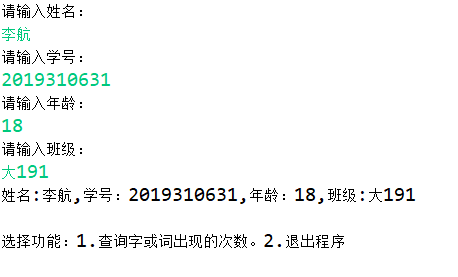 请输入姓名：
李航
请输入学号：
2019310631
请输入年龄：
18
请输入班级：
大191
姓名:李航,学号：2019310631,年龄：18,班级:大191
选择功能：1.查询字或词出现的次数。2.退出程序